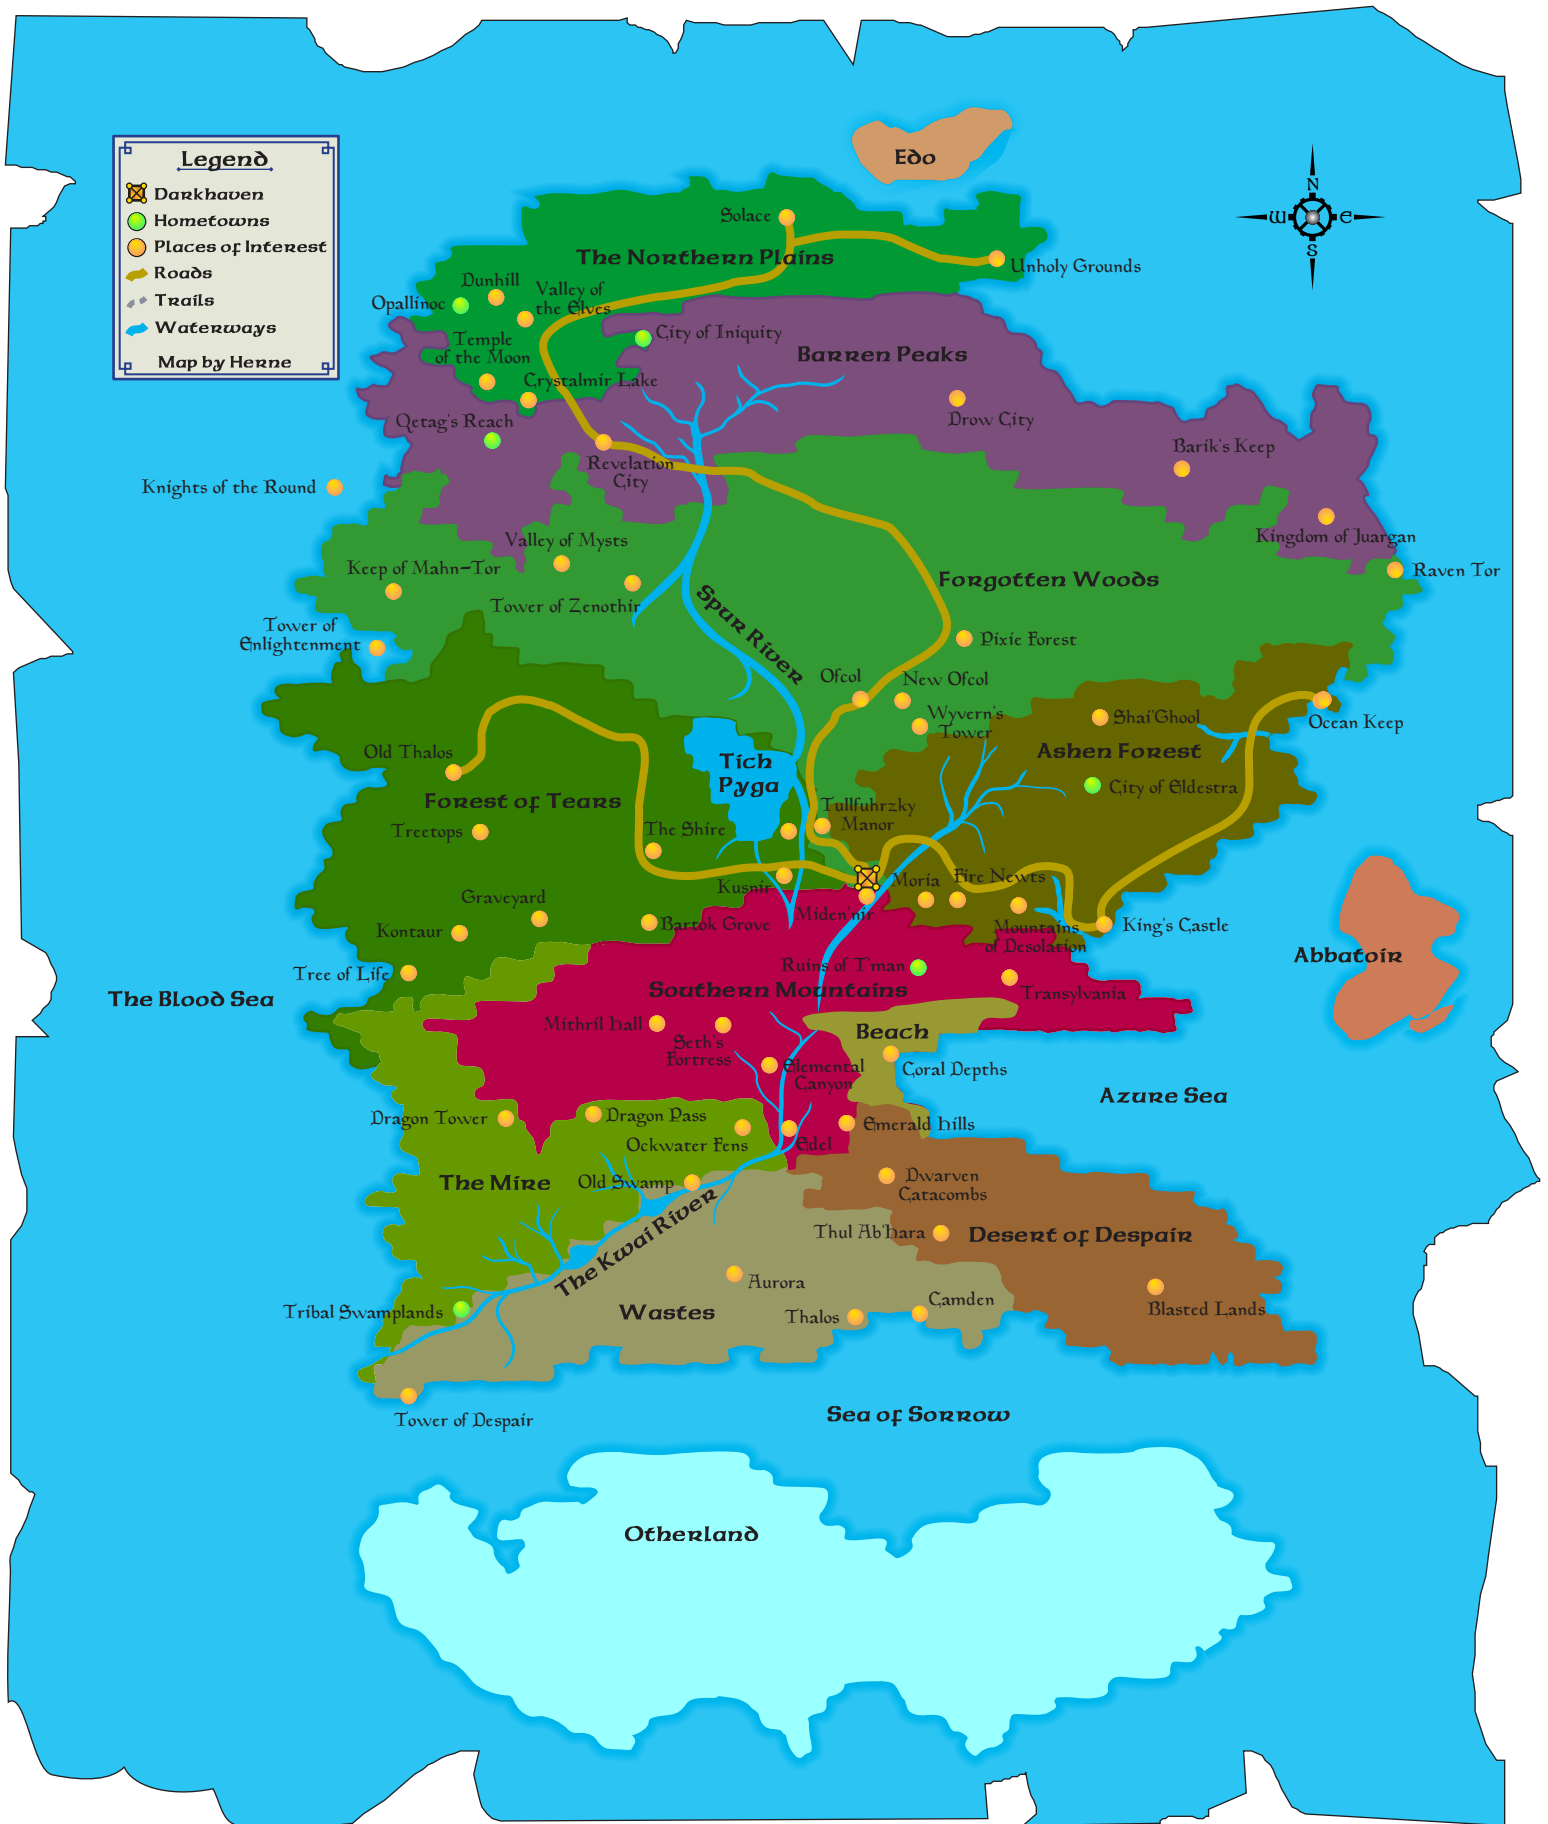 Edo
Legend
Darkhaven
Hometowns
Places of Interest
Roads
Trails
Waterways
Map by Herne
N
W
E
S
Solace
The Northern Plains
Unholy Grounds
Dunhill
Valley of
the Elves
Opallinoc
City of Iniquity
Temple
of the Moon
Barren Peaks
Crystalmir Lake
Qetag's Reach
Drow City
Barik's Keep
Revelation
City
Knights of the Round
Kingdom of Juargan
Valley of Mysts
Keep of Mahn-Tor
Raven Tor
Forgotten Woods
Tower of Zenothir
Spur River
Tower of
Enlightenment
Pixie Forest
Ofcol
New Ofcol
Wyvern's
Tower
Shai'Ghool
Ocean Keep
Old Thalos
Ashen Forest
Tich
Pyga
City of Eldestra
Forest of Tears
Tullfuhrzky
Manor
Treetops
The Shire
Kusnir
Moria
Fire Newts
Graveyard
Miden'nir
Bartok Grove
Kontaur
Mountains
of Desolation
King's Castle
Abbatoir
Tree of Life
Ruins of T'man
Southern Mountains
Transylvania
The Blood Sea
Mithril Hall
Seth's
Fortress
Beach
Elemental
Canyon
Coral Depths
Azure Sea
Dragon Tower
Dragon Pass
Ockwater Fens
Edel
Emerald Hills
The Mire
Old Swamp
Dwarven
Catacombs
The Kwai River
Thul Ab'hara
Desert of Despair
Aurora
Tribal Swamplands
Wastes
Thalos
Camden
Blasted Lands
Tower of Despair
Sea of Sorrow
Otherland